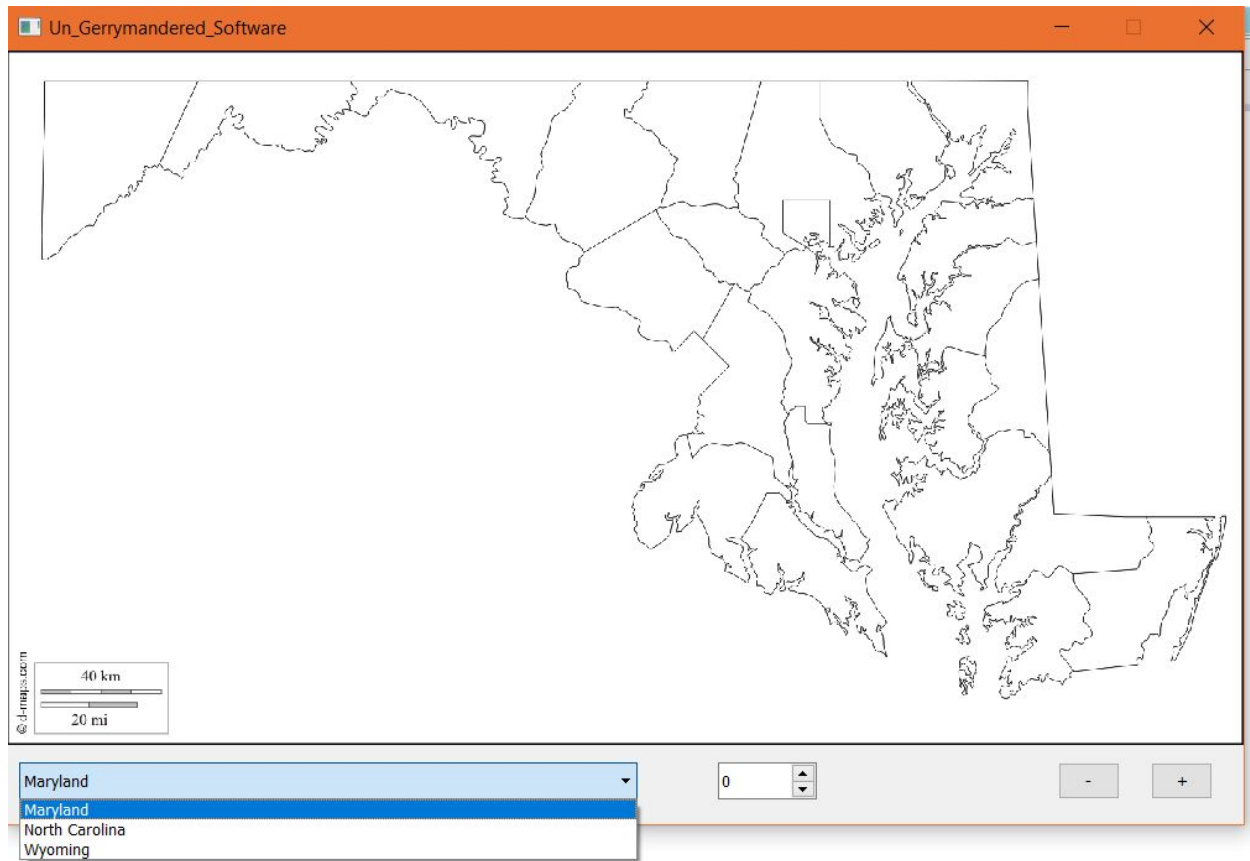 Un_Gerrymandered_Software
@ d-maps.com
40 km
20 mi
Maryland
0
-
+
Maryland
North Carolina
Wyoming